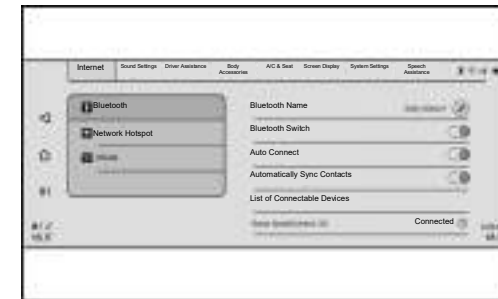 Internet
Sound Settings
Driver Assistance
Body Accessories
A/C & Seat
Screen Display
System Settings
Speech Assistance
Bluetooth
Network Hotspot
Bluetooth Name
Bluetooth Switch
Auto Connect
Automatically Sync Contacts
List of Connectable Devices
Connected